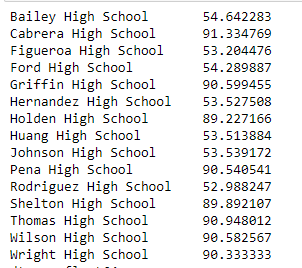 Bailey High School 54.642283
Cabrera High School 91.334769
Figueroa High School 53.204476
Ford High School 54.289887
Griffin High School 90.599455
Hernandez High School 53.527508
Holden High School 89.227166
Huang High School 53.513884
Johnson High School 53.539172
Pena High School 90.540541
Rodriguez High School 52.988247
Shelton High School 89.892107
Thomas High School 90.948012
Wilson High School 90.582567
Wright High School 90.333333